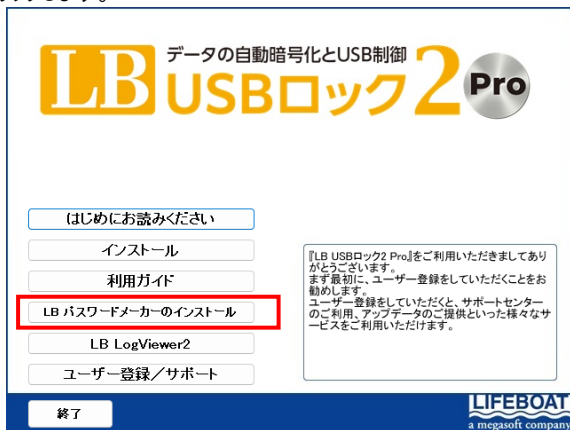 データの自動暗号化とUSB制御
LB USBロック2 Pro
はじめにお読みください
インストール
利用ガイド
LB パスワードメーカーのインストール
LB LogViewer2
ユーザー登録／サポート
『LB USBロック2 Pro』をご利用いただきましてあり
がとうございます。
まず最初に、ユーザー登録をしていただくことをお
勧めします。
ユーザー登録をしていただくと、サポートセンター
のご利用、アップデータのご提供といった様々なサ
ービスをご利用いただけます。
終了
LIFEBOAT
a megasoft company